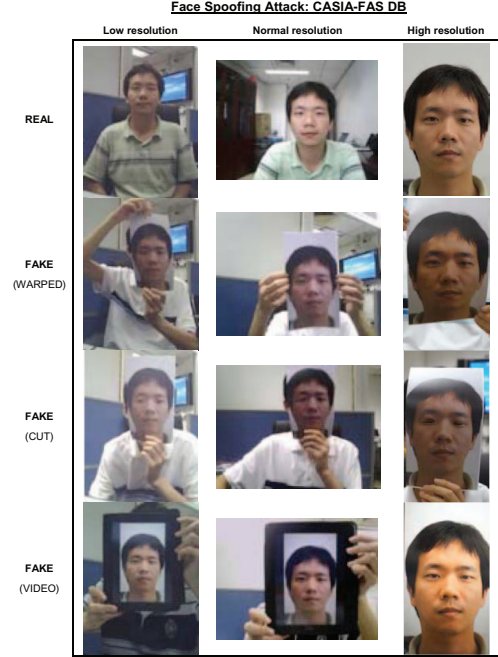 Face Spoofing Attack: CASIA-FAS DB
Low resolution Normal resolution High resolution
REAL
FAKE
(WARPED)
FAKE
(CUT)
FAKE
(VIDEO)